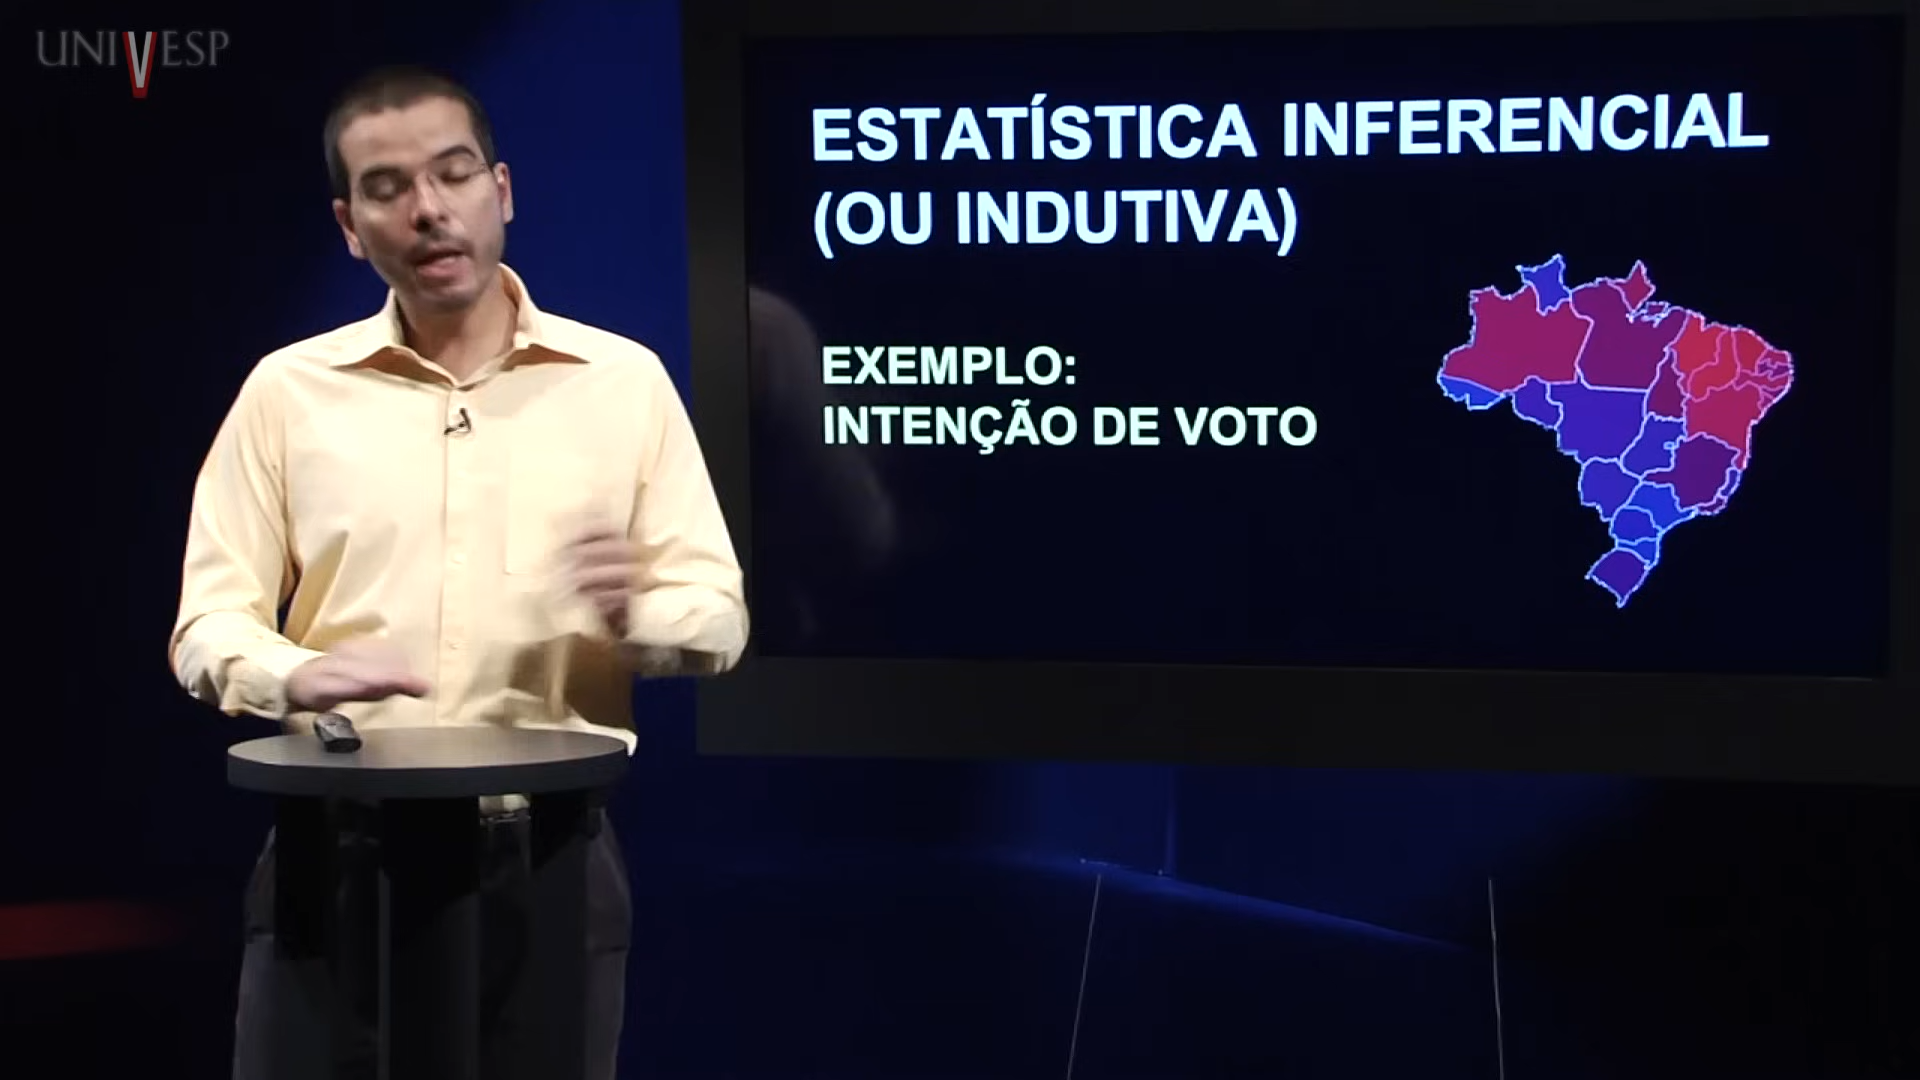 UNIVESP
ESTATÍSTICA INFERENCIAL
(OU INDUTIVA)
EXEMPLO:
INTENÇÃO DE VOTO